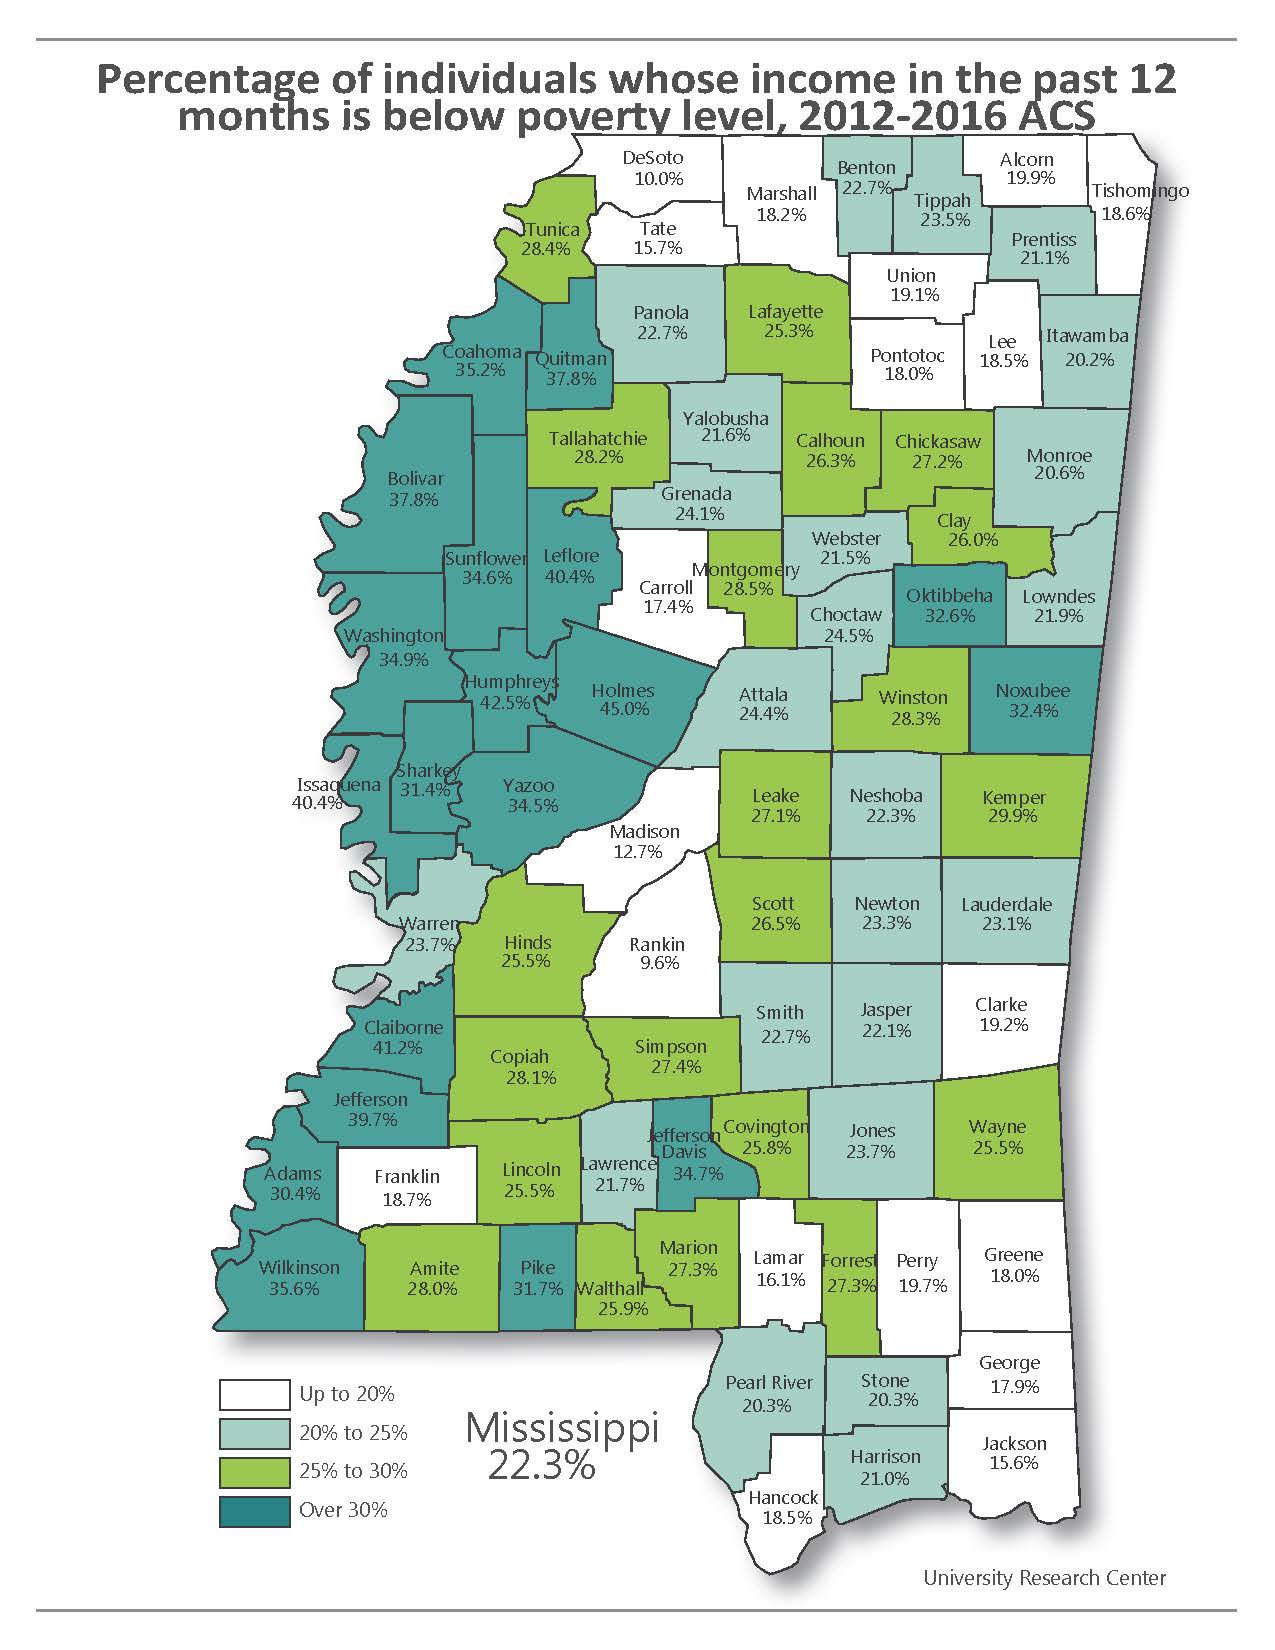 Percentage of individuals whose income in the past 12
months is below poverty level, 2012-2016 ACS
DeSoto
10.0%
Marshall
18.2%
Benton
22.7%
Tippah
23.5%
Alcorn
19.9%
Tishomingo
18.6%
Tunica
28.4%
Tate
15.7%
Prentiss
21.1%
Union
19.1%
Panola
22.7%
Lafayette
25.3%
Pontotoc
18.0%
Lee
18.5%
Itawamba
20.2%
Coahoma
35.2%
Quitman
37.8%
Tallahatchie
28.2%
Yalobusha
21.6%
Calhoun
26.3%
Chickasaw
27.2%
Monroe
20.6%
Bolivar
37.8%
Grenada
24.1%
Clay
26.0%
Sunflower
34.6%
Leflore
40.4%
Carroll
17.4%
Montgomery
28.5%
Webster
21.5%
Choctaw
24.5%
Oktibbeha
32.6%
Lowndes
21.9%
Washington
34.9%
Humphreys
42.5%
Holmes
45.0%
Attala
24.4%
Winston
28.3%
Noxubee
32.4%
Issaquena
40.4%
Sharkey
31.4%
Yazoo
34.5%
Madison
12.7%
Leake
27.1%
Neshoba
22.3%
Kemper
29.9%
Warren
23.7%
Hinds
25.5%
Rankin
9.6%
Scott
26.5%
Newton
23.3%
Lauderdale
23.1%
Claiborne
41.2%
Copiah
28.1%
Simpson
27.4%
Smith
22.7%
Jasper
22.1%
Clarke
19.2%
Jefferson
39.7%
Adams
30.4%
Franklin
18.7%
Lincoln
25.5%
Lawrence
21.7%
Jefferson
Davis
34.7%
Covington
25.8%
Jones
23.7%
Wayne
25.5%
Wilkinson
35.6%
Amite
28.0%
Pike
31.7%
Walthall
25.9%
Marion
27.3%
Lamar
16.1%
Forrest
27.3%
Perry
19.7%
Greene
18.0%
Pearl River
20.3%
Stone
20.3%
George
17.9%
Harrison
21.0%
Jackson
15.6%
Hancock
18.5%
Up to 20%
20% to 25%
25% to 30%
Over 30%
Mississippi
22.3%
University Research Center